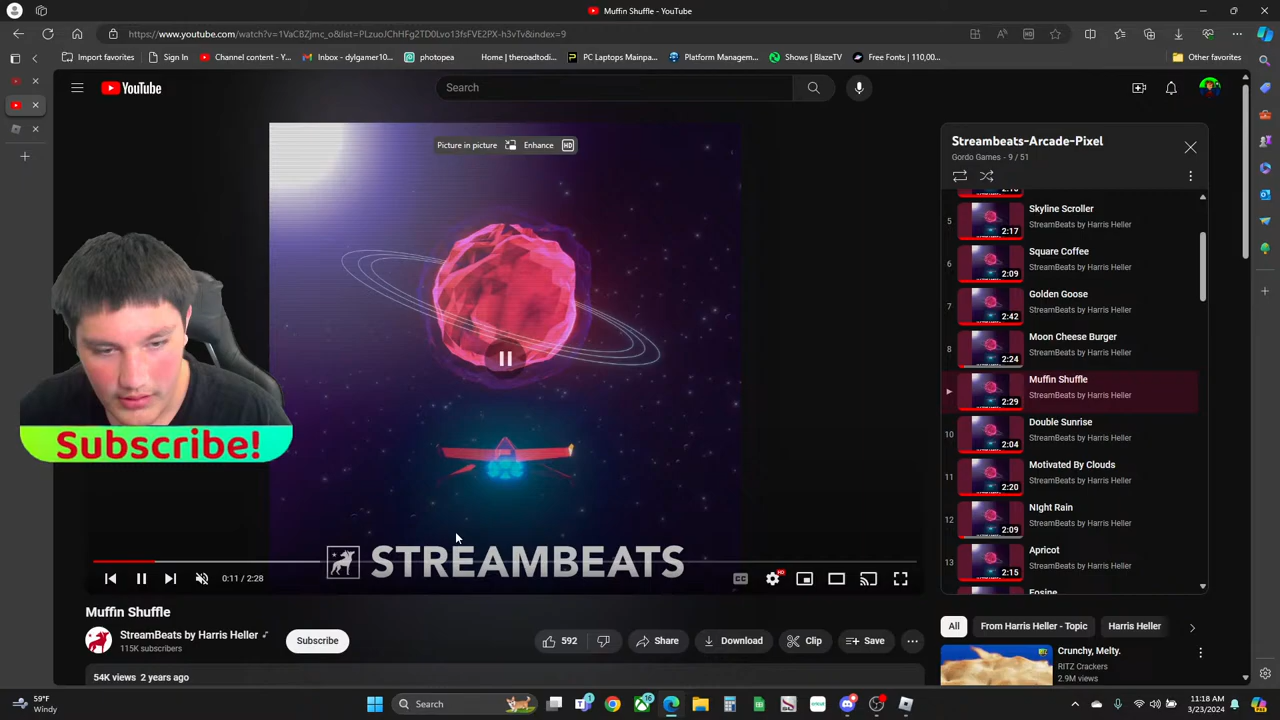 Muffin Shuffle - YouTube
https://www.youtube.com/watch?v=1VaC8Zjmc_o&list=PLzuoJChHFg2TD0Lvo13fsFVE2PX-h3vTv&index=9
Import favorites
Sign In
Channel content - Y...
Inbox - dylgamer10...
photopea
Home | theroadtodi...
PC Laptops Mainpa...
Platform Managem...
Shows | BlazeTV
Free Fonts | 110,00...
Other favorites
YouTube
Search
Picture in picture
Enhance
HD
Streambeats-Arcade-Pixel
Gordo Games - 9 / 51
5
Skyline Scroller
StreamBeats by Harris Heller
2:17
6
Square Coffee
StreamBeats by Harris Heller
2:09
7
Golden Goose
StreamBeats by Harris Heller
2:42
8
Moon Cheese Burger
StreamBeats by Harris Heller
2:24
Muffin Shuffle
StreamBeats by Harris Heller
2:29
10
Double Sunrise
StreamBeats by Harris Heller
2:04
11
Motivated By Clouds
StreamBeats by Harris Heller
2:20
12
NIght Rain
StreamBeats by Harris Heller
2:09
13
Apricot
StreamBeats by Harris Heller
2:15
Subscribe!
STREAMBEATS
0:11 / 2:28
CC
HD
Muffin Shuffle
StreamBeats by Harris Heller
115K subscribers
Subscribe
592
Share
Download
Clip
Save
54K views 2 years ago
All
From Harris Heller - Topic
Harris Heller
Crunchy, Melty.
RITZ Crackers
2.9M views
59°F
Windy
Search
1
16
cricut
11:18 AM
3/23/2024